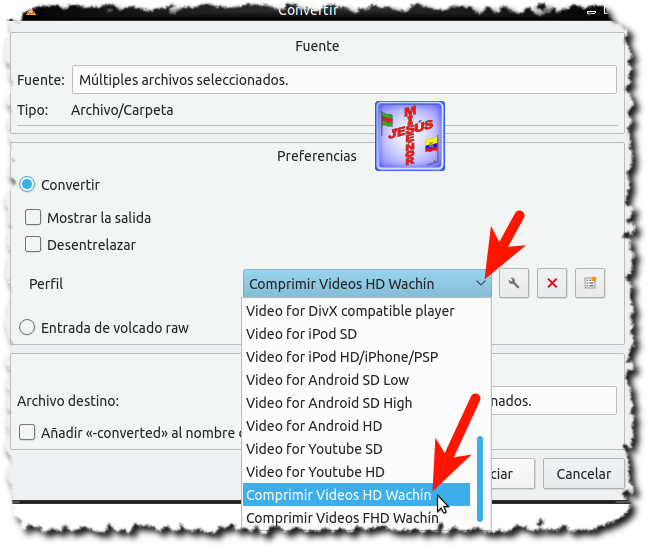 Convertir
Fuente
Fuente: Múltiples archivos seleccionados.
Tipo: Archivo/Carpeta
MI
JESÚS
SEÑOR
Preferencias
Convertir
Mostrar la salida
Desentrelazar
Perfil Comprimir Videos HD Wachín
Video for DivX compatible player
Entrada de volcado raw Video for iPod SD
Video for iPod HD/iPhone/PSP
Video for Android SD Low
Archivo destino: Video for Android SD High onados.
Video for Android HD
Añadir «-converted» al nombre
Video for Youtube SD
Video for Youtube HD
ciar Cancelar
Comprimir Videos HD Wachín
Comprimir Videos FHD Wachín